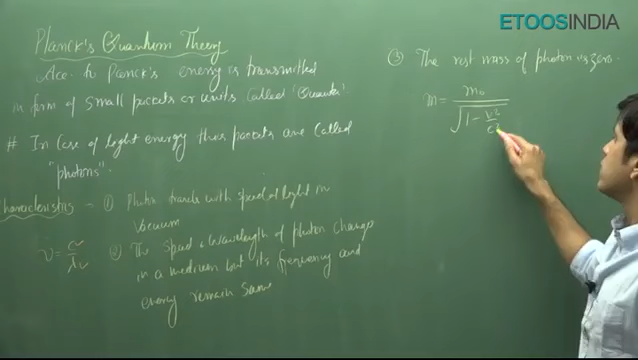 ETOOSINDIA
Planck's Quantum Theory
Acc. to Planck's energy is transmitted
in form of small packets or units called "Quanta"
# In Case of light energy these packets are called
"photons".
Characteristics - ① Photon travels with speed of light in
Vacuum
② The speed & Wavelength of photon change
in a medium but its frequency and
energy remain same
ν = c/λ
③ The rest mass of photon is zero.
m = m₀ / √(1 - v²/c²)